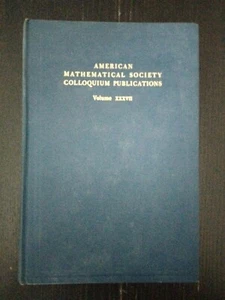 AMERICAN
MATHEMATICAL SOCIETY
COLLOQUIUM PUBLICATIONS
Volume XXXVII